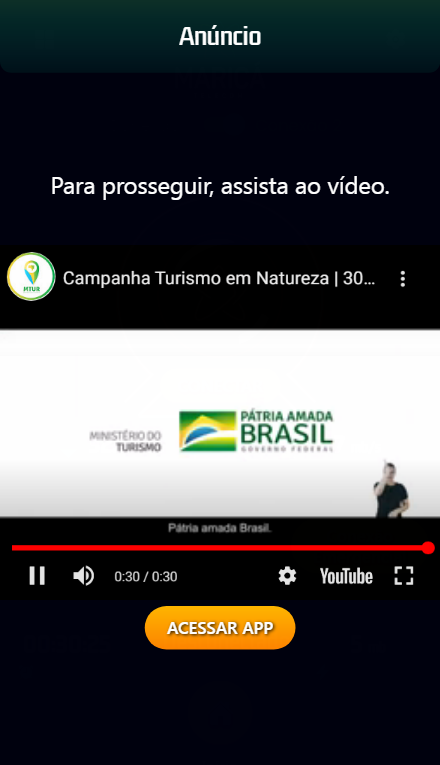 Anúncio
Para prosseguir, assista ao vídeo.
MTUR
Campanha Turismo em Natureza | 30...
MINISTÉRIO DO
TURISMO
PÁTRIA AMADA
BRASIL
GOVERNO FEDERAL
Pátria amada Brasil.
0:30 / 0:30
YouTube
ACESSAR APP